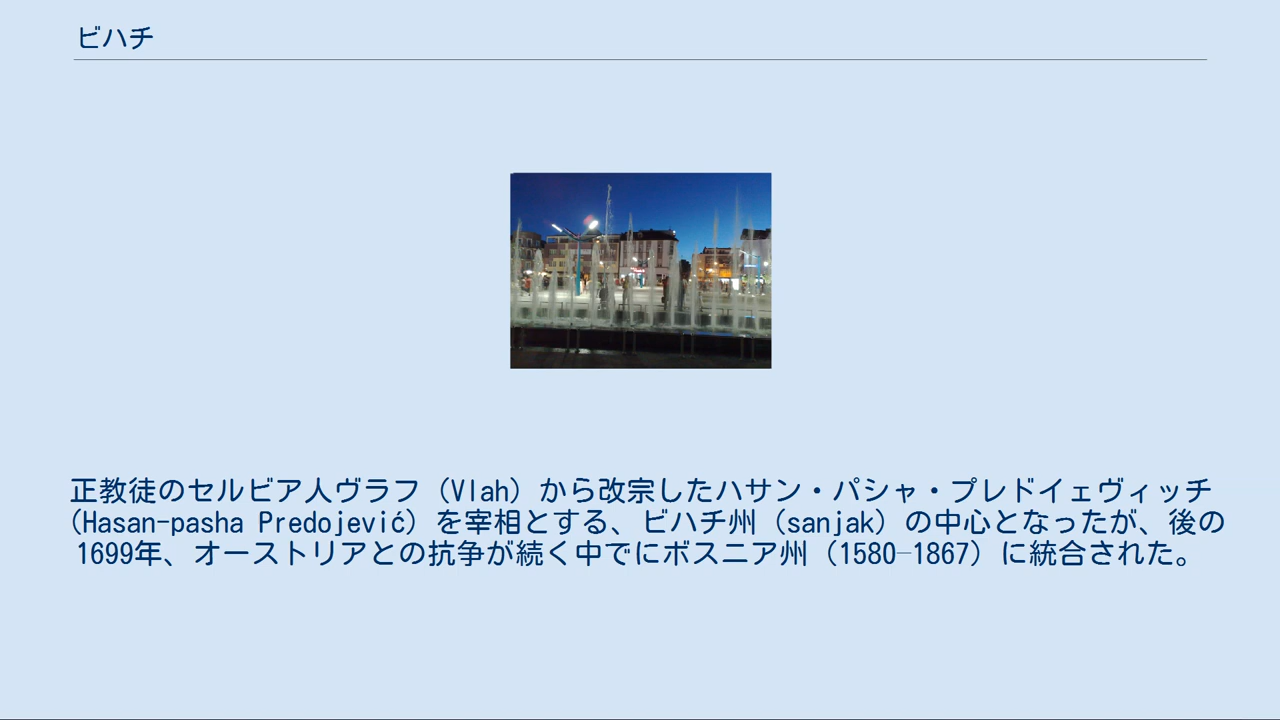 ビハチ
正教徒のセルビア人ヴラフ（Vlah）から改宗したハサン・パシャ・プレドイェヴィッチ
（Hasan-pasha Predojević）を宰相とする、ビハチ州（sanjak）の中心となったが、後の
1699年、オーストリアとの抗争が続く中でにボスニア州（1580–1867）に統合された。